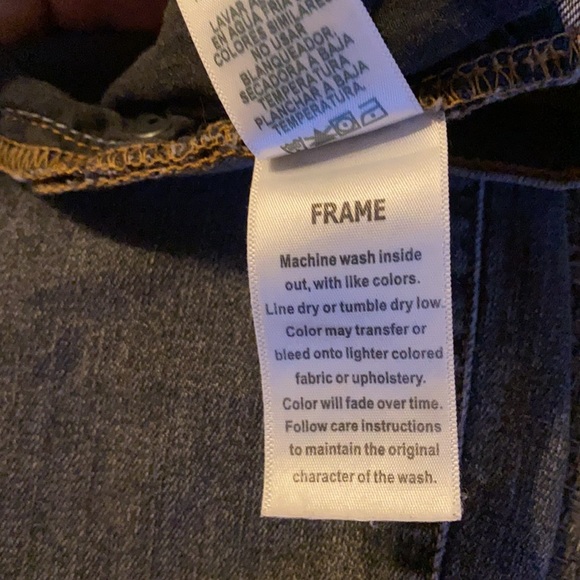 LAVAR
EN AGUA FRIA
COLORES SIMILARES
NO USAR
BLANQUEADOR.
SECADORA A BAJA
TEMPERATURA
PLANCHAR A BAJA
TEMPERATURA.
FRAME
Machine wash inside
out, with like colors.
Line dry or tumble dry low.
Color may transfer or
bleed onto lighter colored
fabric or upholstery.
Color will fade over time.
Follow care instructions
to maintain the original
character of the wash.